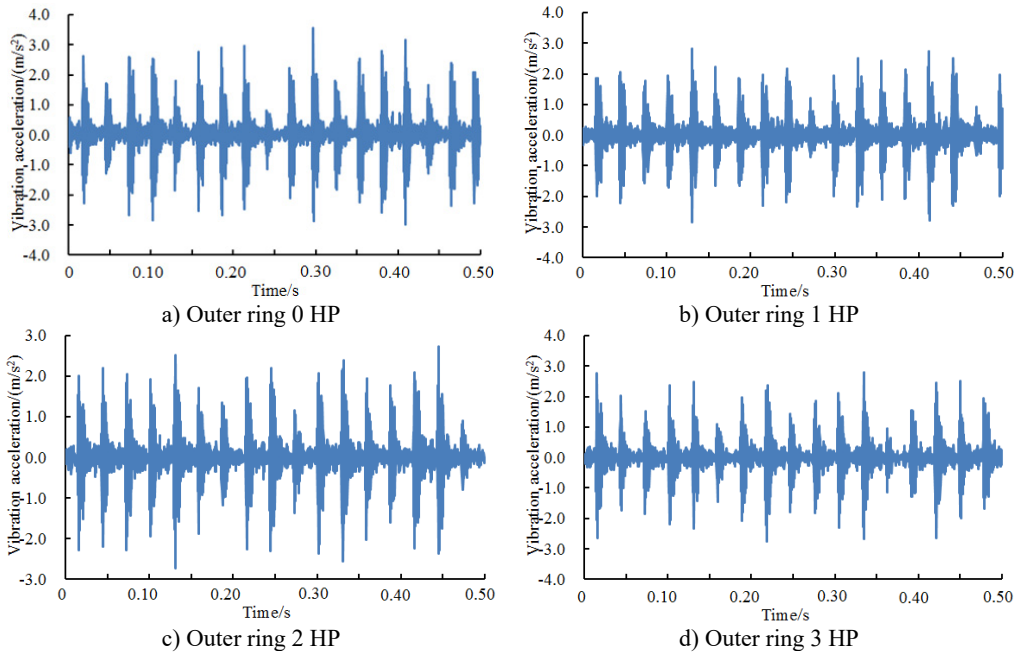 4.0
3.0
2.0
1.0
0.0
-1.0
-2.0
-3.0
-4.0
Vibration acceleration/(m/s²)
0 0.10 0.20 0.30 0.40 0.50
Time/s
a) Outer ring 0 HP
4.0
3.0
2.0
1.0
0.0
-1.0
-2.0
-3.0
-4.0
Vibration acceleration/(m/s²)
0 0.10 0.20 0.30 0.40 0.50
Time/s
b) Outer ring 1 HP
3.0
2.0
1.0
0.0
1.0
-2.0
-3.0
Vibration acceleration/(m/s²)
0 0.10 0.20 0.30 0.40 0.50
Time/s
c) Outer ring 2 HP
4.0
3.0
2.0
1.0
0.0
-1.0
-2.0
-3.0
-4.0
Vibration acceleration/(m/s²)
0 0.10 0.20 0.30 0.40 0.50
Time/s
d) Outer ring 3 HP